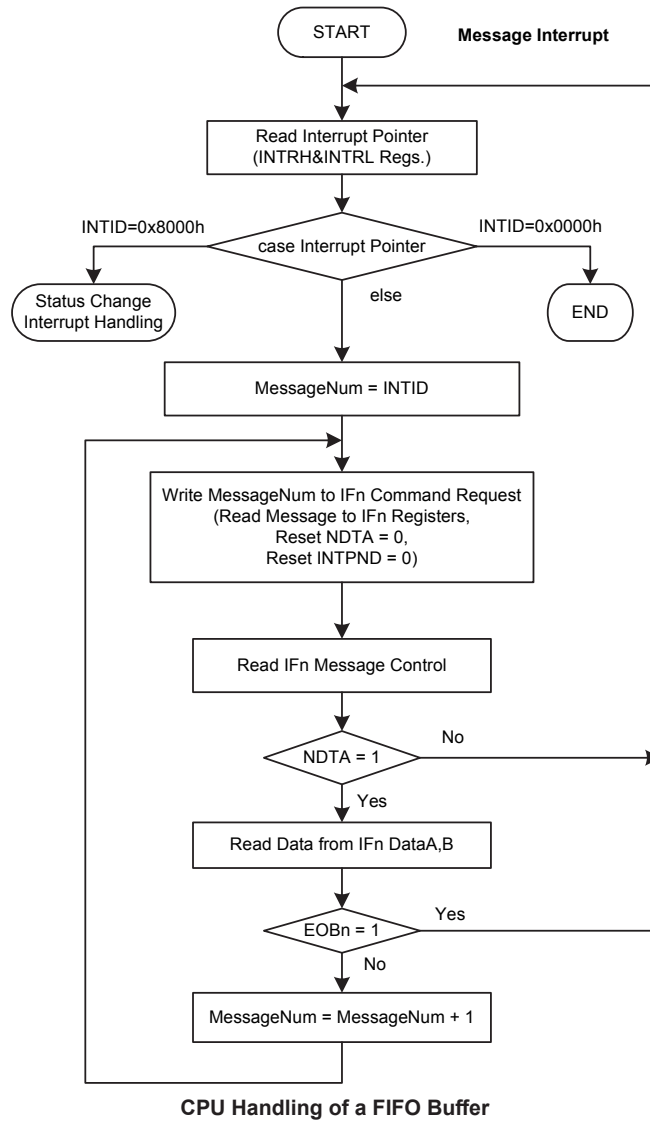 START
Message Interrupt
Read Interrupt Pointer
(INTRH&INTRL Regs.)
INTID=0x8000h
INTID=0x0000h
case Interrupt Pointer
Status Change
Interrupt Handling
else
END
MessageNum = INTID
Write MessageNum to IFn Command Request
(Read Message to IFn Registers,
Reset NDTA = 0,
Reset INTPND = 0)
Read IFn Message Control
NDTA = 1
No
Yes
Read Data from IFn DataA,B
EOBn = 1
Yes
No
MessageNum = MessageNum + 1
CPU Handling of a FIFO Buffer